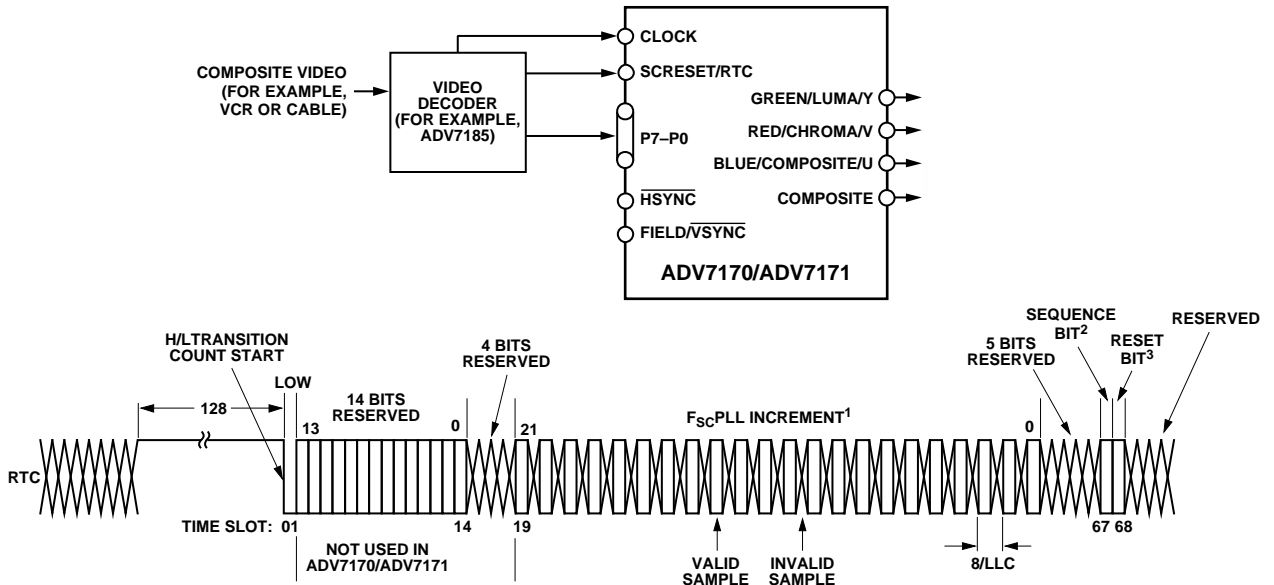 CLOCK
COMPOSITE VIDEO
(FOR EXAMPLE,
VCR OR CABLE)
VIDEO
DECODER
(FOR EXAMPLE,
ADV7185)
SCRESET/RTC
P7–P0
HSYNC
FIELD/VSYNC
GREEN/LUMA/Y
RED/CHROMA/V
BLUE/COMPOSITE/U
COMPOSITE
ADV7170/ADV7171
H/LTRANSITION
COUNT START
LOW
128
13
14 BITS
RESERVED
0
4 BITS
RESERVED
21
FSCPLL INCREMENT1
0
5 BITS
RESERVED
SEQUENCE
BIT2
RESET
BIT3
RESERVED
RTC
TIME SLOT: 01
14
19
67 68
NOT USED IN
ADV7170/ADV7171
VALID
SAMPLE
INVALID
SAMPLE
8/LLC